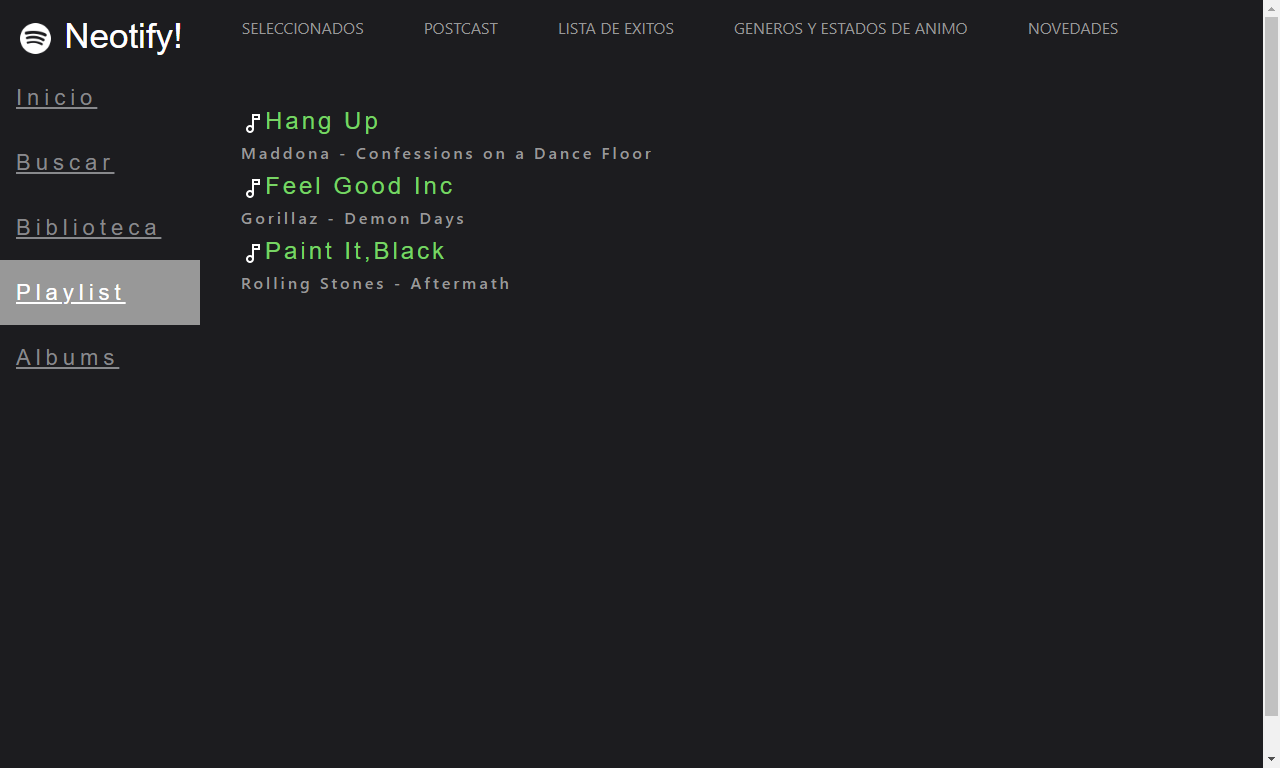 Neotify!
SELECCIONADOS POSTCAST LISTA DE EXITOS GENEROS Y ESTADOS DE ANIMO NOVEDADES
Inicio
Buscar
Biblioteca
Playlist
Albums
Hang Up
Maddona - Confessions on a Dance Floor
Feel Good Inc
Gorillaz - Demon Days
Paint It,Black
Rolling Stones - Aftermath